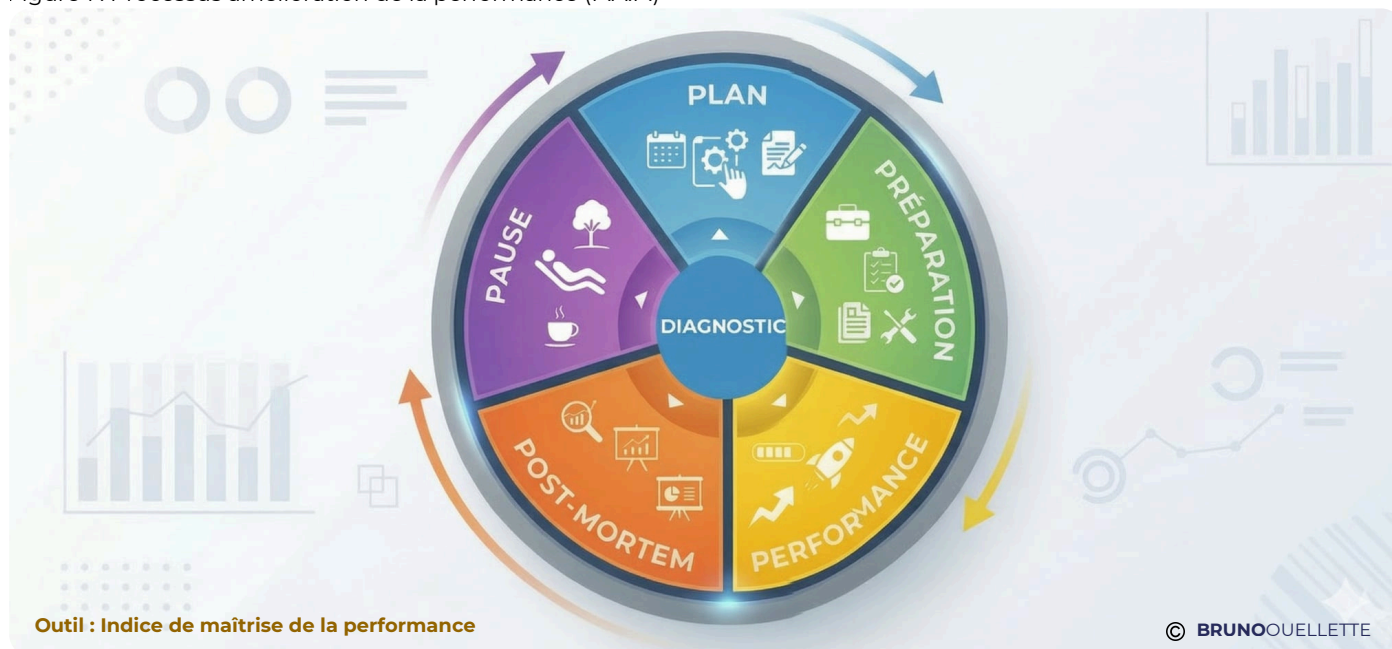 PLAN
PRÉPARATION
PAUSE
DIAGNOSTIC
POST-MORTEM
PERFORMANCE
Outil : Indice de maîtrise de la performance
© BRUNOOUELLETTE